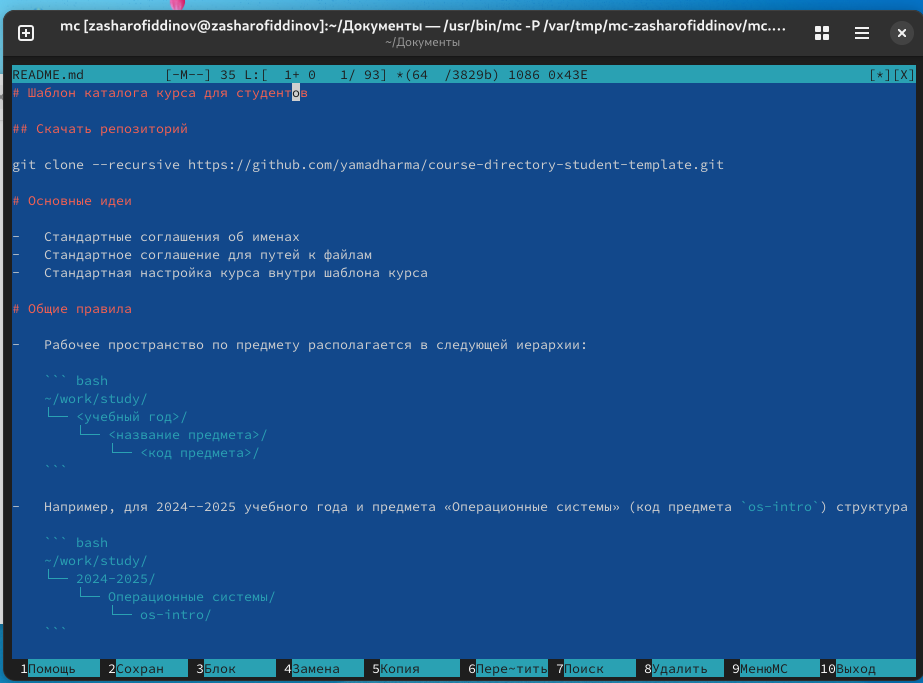 mc [zasharofiddinov@zasharofiddinov]:~/Документы — /usr/bin/mc -P /var/tmp/mc-zasharofiddinov/mc.…
~/Документы
README.md [-M--] 35 L:[ 1+ 0 1/ 93] *(64 /3829b) 1086 0x43E [*][X]
# Шаблон каталога курса для студентов
## Скачать репозиторий
git clone --recursive https://github.com/yamadharma/course-directory-student-template.git
# Основные идеи
- Стандартные соглашения об именах
- Стандартное соглашение для путей к файлам
- Стандартная настройка курса внутри шаблона курса
# Общие правила
- Рабочее пространство по предмету располагается в следующей иерархии:
``` bash
~/work/study/
└── <учебный год>/
└── <название предмета>/
└── <код предмета>/
```
- Например, для 2024--2025 учебного года и предмета «Операционные системы» (код предмета `os-intro`) структура
``` bash
~/work/study/
└── 2024-2025/
└── Операционные системы/
└── os-intro/
```
1Помощь 2Сохран 3Блок 4Замена 5Копия 6Пере~тить 7Поиск 8Удалить 9МенюMC 10Выход